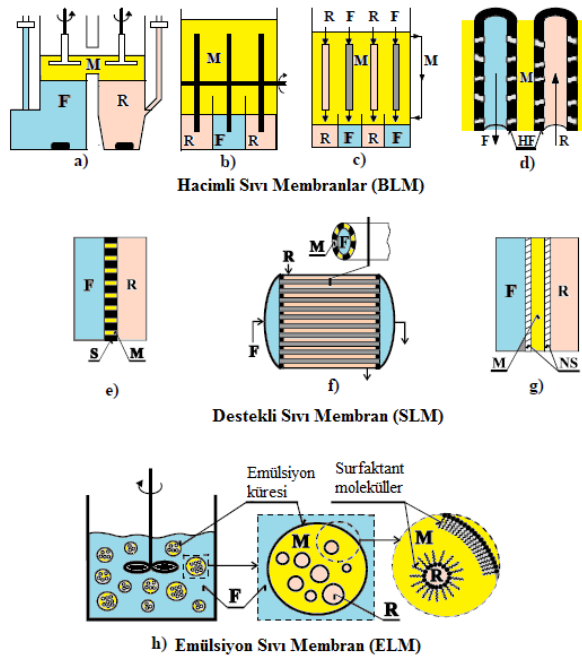 M
F R
a)
M
R F R
b)
R F R F
M
M
R F R F
c)
M
F HF R
d)
Hacimli Sıvı Membranlar (BLM)
F R
S M
e)
M F
R
F
f)
F R
M NS
g)
Destekli Sıvı Membran (SLM)
Emülsiyon
küresi
Surfaktant
moleküller
M
M
R
F
R
h) Emülsiyon Sıvı Membran (ELM)